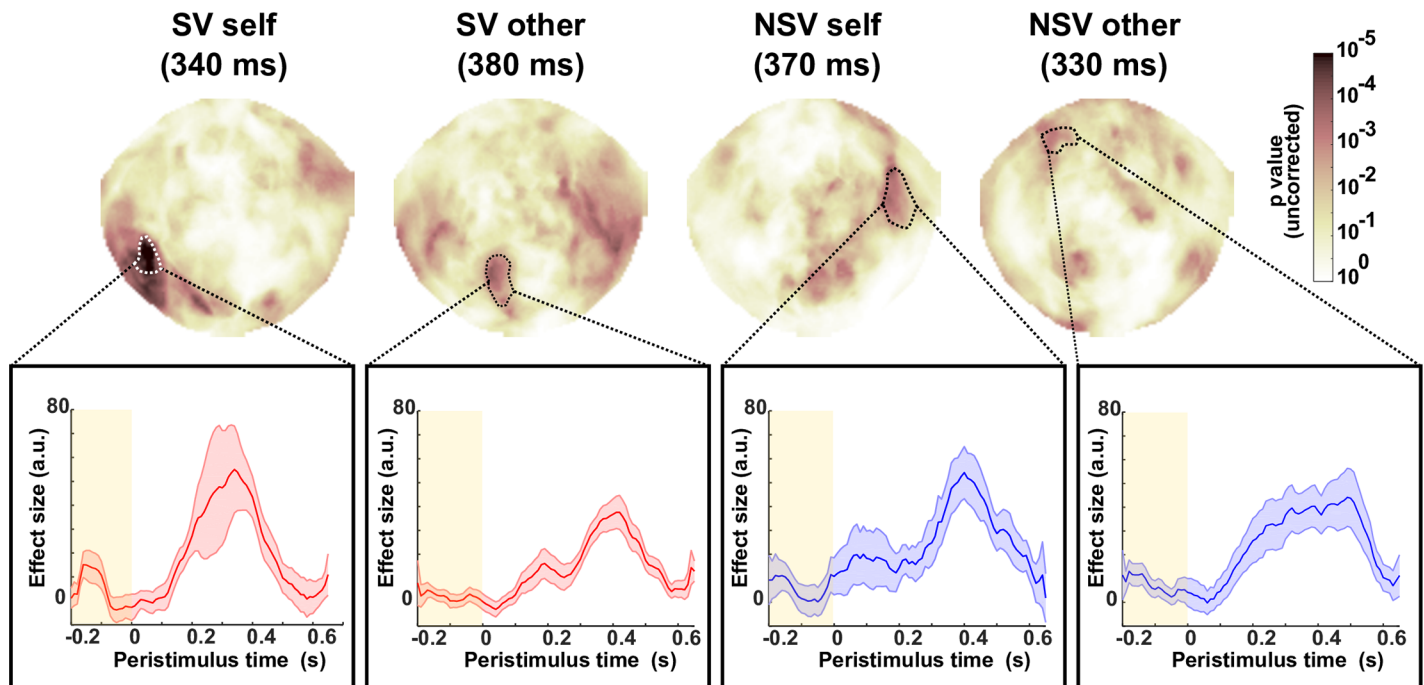 SV self
(340 ms)
SV other
(380 ms)
NSV self
(370 ms)
NSV other
(330 ms)
p value
(uncorrected)
10-5
10-4
10-3
10-2
10-1
10 0
80
0
Effect size (a.u.)
-0.2 0 0.2 0.4 0.6
Peristimulus time (s)
80
0
Effect size (a.u.)
-0.2 0 0.2 0.4 0.6
Peristimulus time (s)
80
0
Effect size (a.u.)
-0.2 0 0.2 0.4 0.6
Peristimulus time (s)
80
0
Effect size (a.u.)
-0.2 0 0.2 0.4 0.6
Peristimulus time (s)